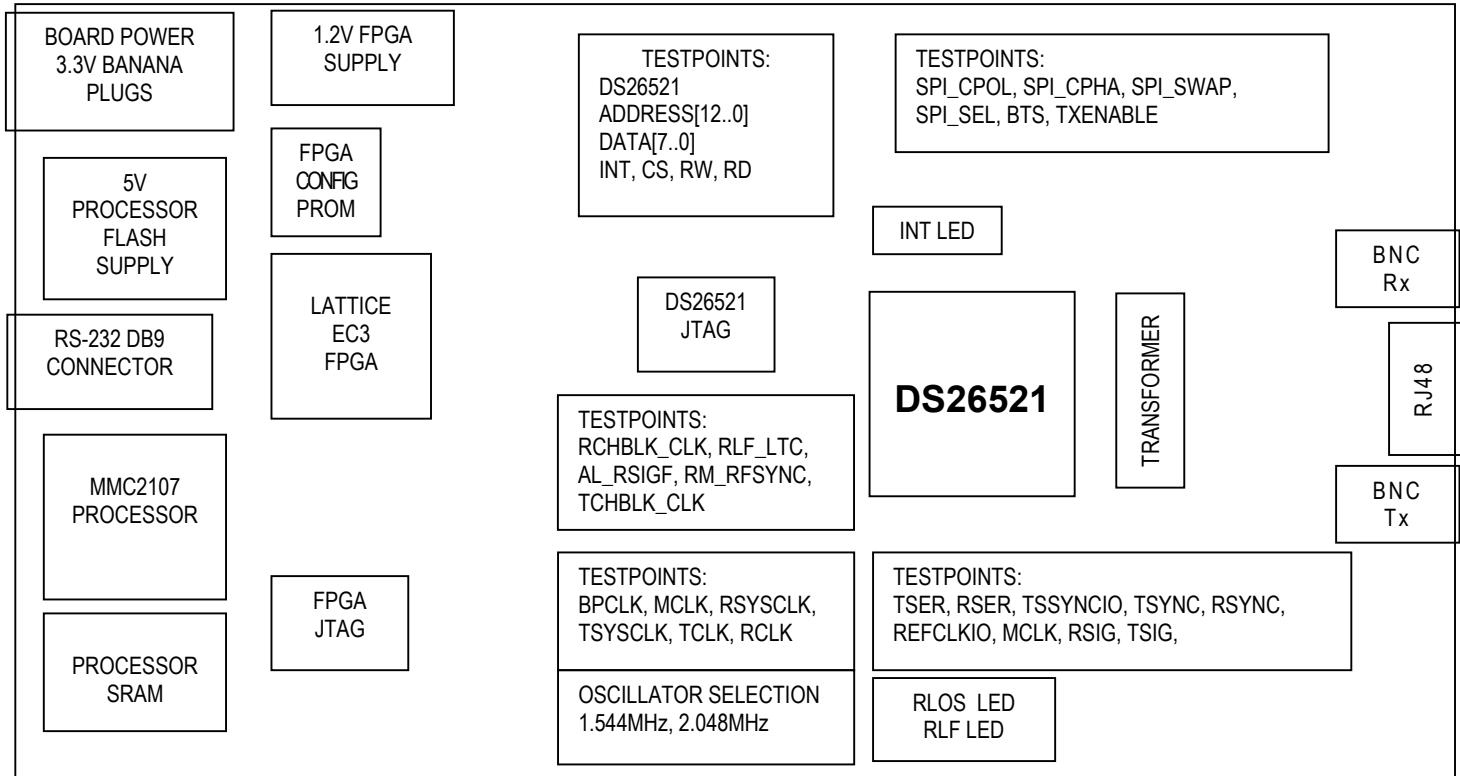 BOARD POWER
3.3V BANANA
PLUGS
1.2V FPGA
SUPPLY
TESTPOINTS:
DS26521
ADDRESS[12..0]
DATA[7..0]
INT, CS, RW, RD
TESTPOINTS:
SPI_CPOL, SPI_CPHA, SPI_SWAP,
SPI_SEL, BTS, TXENABLE
FPGA
CONFIG
PROM
5V
PROCESSOR
FLASH
SUPPLY
INT LED
BNC
Rx
LATTICE
EC3
FPGA
DS26521
JTAG
DS26521
TRANSFORMER
RJ48
RS-232 DB9
CONNECTOR
TESTPOINTS:
RCHBLK_CLK, RLF_LTC,
AL_RSIGF, RM_RFSYNC,
TCHBLK_CLK
MMC2107
PROCESSOR
BNC
Tx
FPGA
JTAG
TESTPOINTS:
BPCLK, MCLK, RSYSCLK,
TSYSCLK, TCLK, RCLK
TESTPOINTS:
TSER, RSER, TSSYNCIO, TSYNC, RSYNC,
REFCLKIO, MCLK, RSIG, TSIG,
PROCESSOR
SRAM
OSCILLATOR SELECTION
1.544MHz, 2.048MHz
RLOS LED
RLF LED